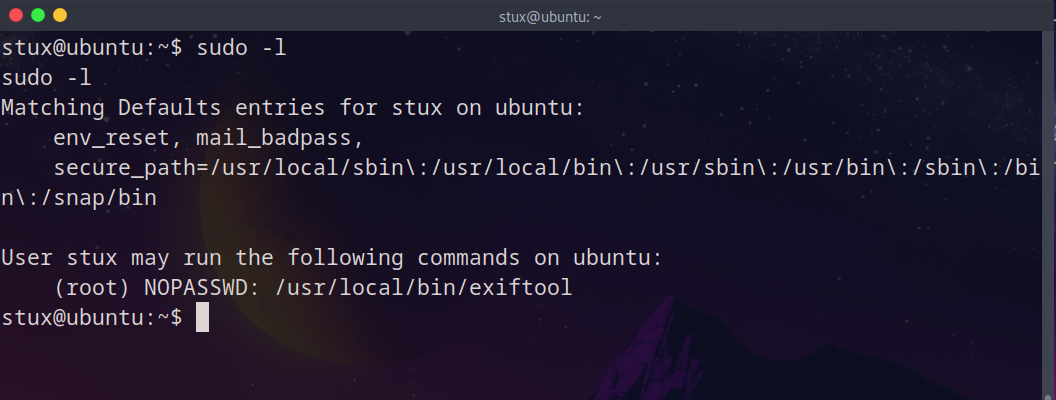 stux@ubuntu: ~
stux@ubuntu:~$ sudo -l
sudo -l
Matching Defaults entries for stux on ubuntu:
    env_reset, mail_badpass,
    secure_path=/usr/local/sbin\:/usr/local/bin\:/usr/sbin\:/usr/bin\:/sbin\:/bi
n\:/snap/bin

User stux may run the following commands on ubuntu:
    (root) NOPASSWD: /usr/local/bin/exiftool
stux@ubuntu:~$